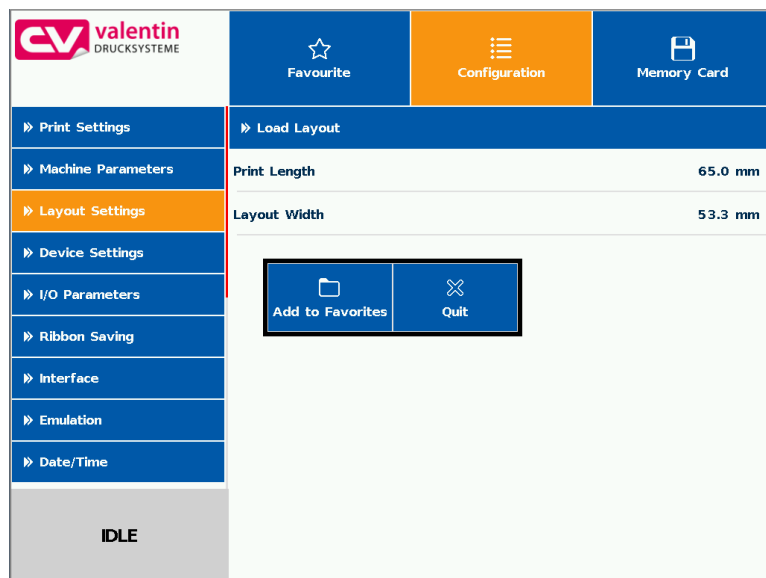 CV valentin
DRUCKSYSTEME
Favourite
Configuration
Memory Card
Print Settings
Machine Parameters
Layout Settings
Device Settings
I/O Parameters
Ribbon Saving
Interface
Emulation
Date/Time
IDLE
Load Layout
Print Length 65.0 mm
Layout Width 53.3 mm
Add to Favorites
Quit